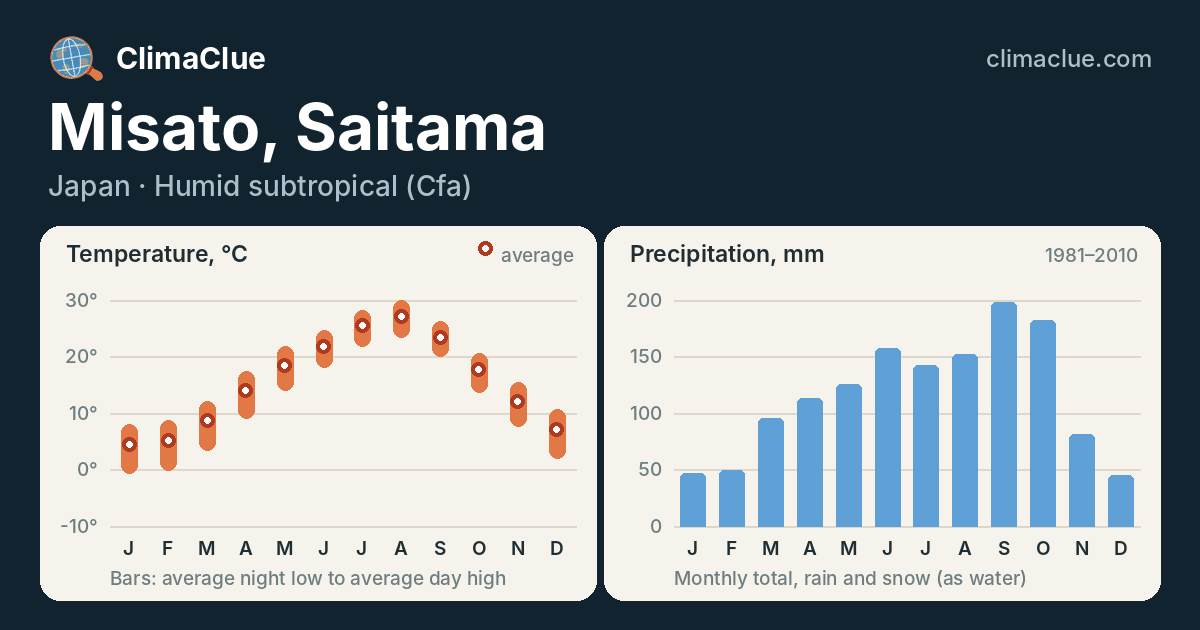 ClimaClue
climaclue.com
Misato, Saitama
Japan · Humid subtropical (Cfa)
Temperature, °C
average
30°
20°
10°
0°
-10°
J F M A M J J A S O N D
Bars: average night low to average day high
Precipitation, mm
1981–2010
200
150
100
50
0
J F M A M J J A S O N D
Monthly total, rain and snow (as water)